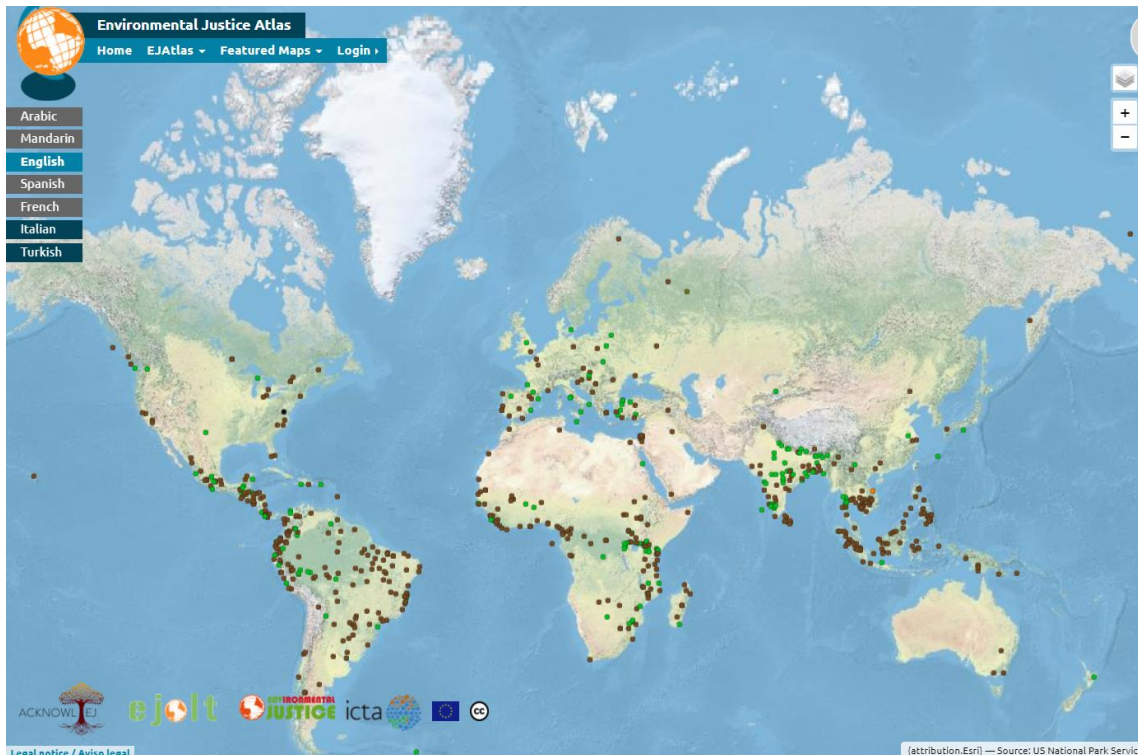 Environmental Justice Atlas
Home EJAtlas Featured Maps Login
Arabic
Mandarin
English
Spanish
French
Italian
Turkish
+
−
ACKNOWL EJ
ejolt
ENVIRONMENTAL
JUSTICE
icta
cc
Legal notice / Aviso legal
{attribution.Esri} — Source: US National Park Servic